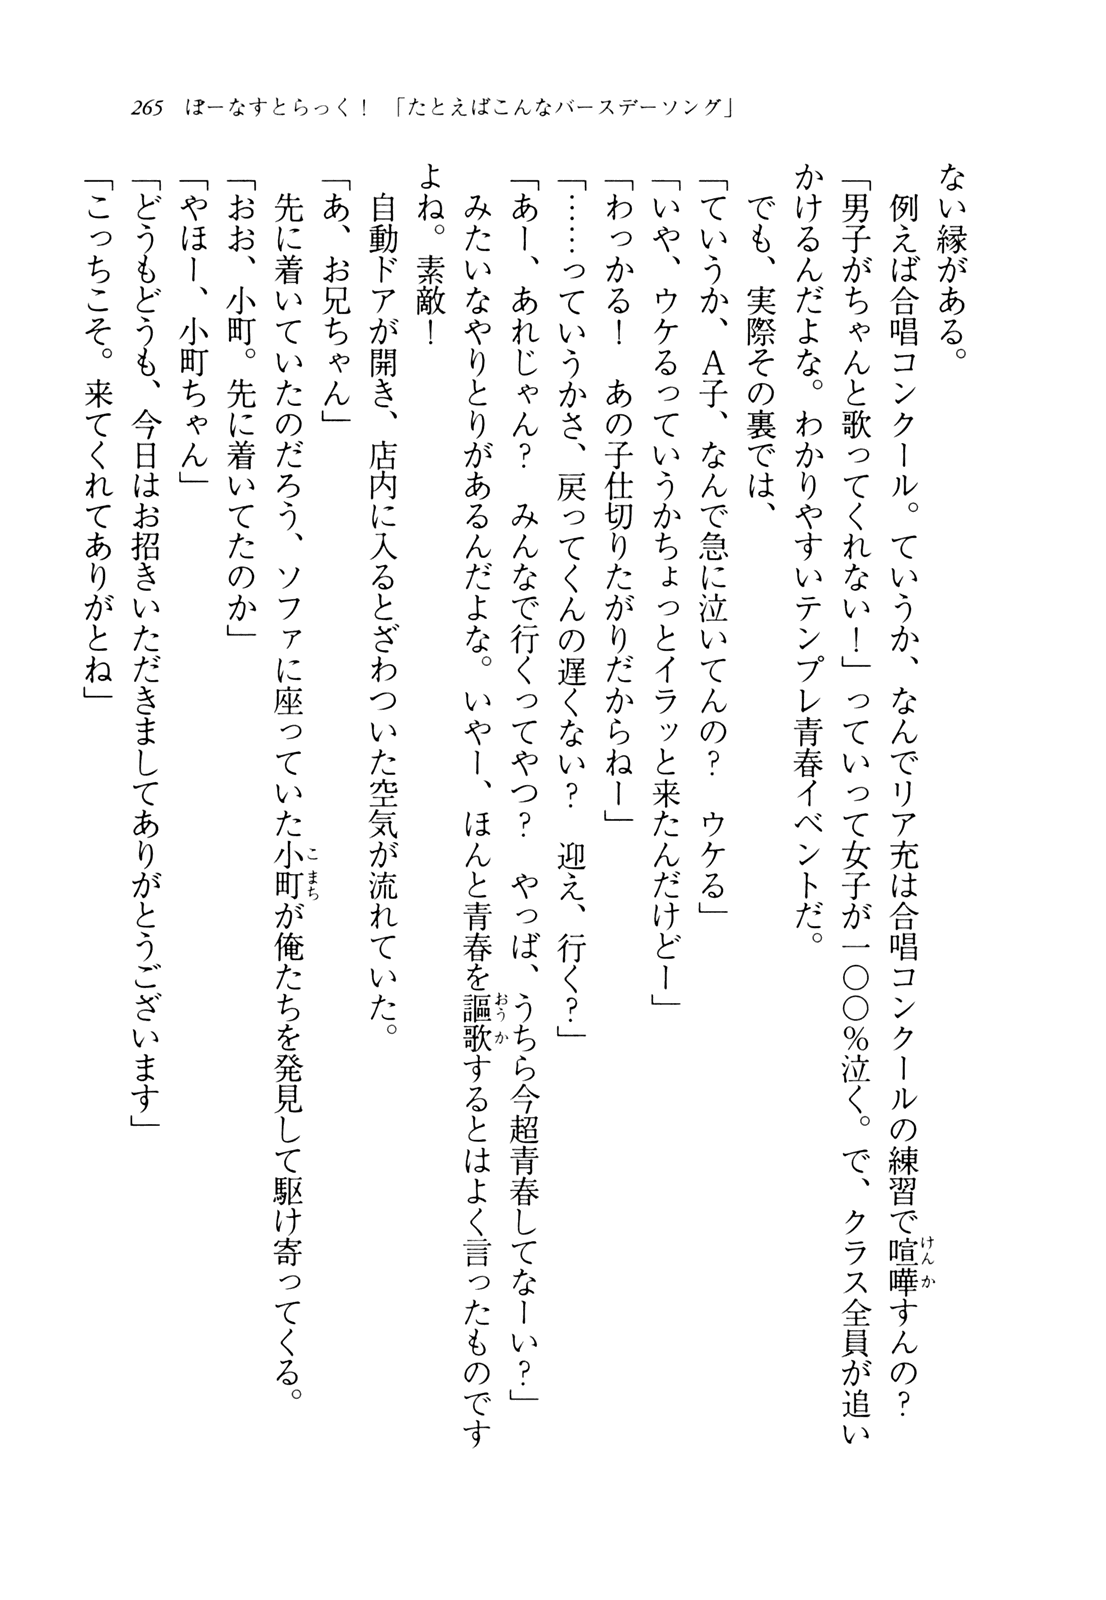 265 ぼーなすとらっく！ 「たとえばこんなバースデーソング」
ない縁がある。
　例えば合唱コンクール。ていうか、なんでリア充は合唱コンクールの練習で喧嘩すんの？
「男子がちゃんと歌ってくれない！」っていって女子が一〇〇％泣く。で、クラス全員が追い
かけるんだよな。わかりやすいテンプレ青春イベントだ。
　でも、実際その裏では、
「ていうか、Ａ子、なんで急に泣いてんの？　ウケる」
「いや、ウケるっていうかちょっとイラッと来たんだけどー」
「わっかる！　あの子仕切りたがりだからねー」
「……っていうかさ、戻ってくんの遅くない？　迎え、行く？」
「あー、あれじゃん？　みんなで行くってやつ？　やっば、うちら今超青春してなーい？」
　みたいなやりとりがあるんだよな。いやー、ほんと青春を謳歌するとはよく言ったものです
よね。素敵！
　自動ドアが開き、店内に入るとざわついた空気が流れていた。
「あ、お兄ちゃん」
　先に着いていたのだろう、ソファに座っていた小町が俺たちを発見して駆け寄ってくる。
「おお、小町。先に着いてたのか」
「やほー、小町ちゃん」
「どうもどうも、今日はお招きいただきましてありがとうございます」
「こっちこそ。来てくれてありがとね」